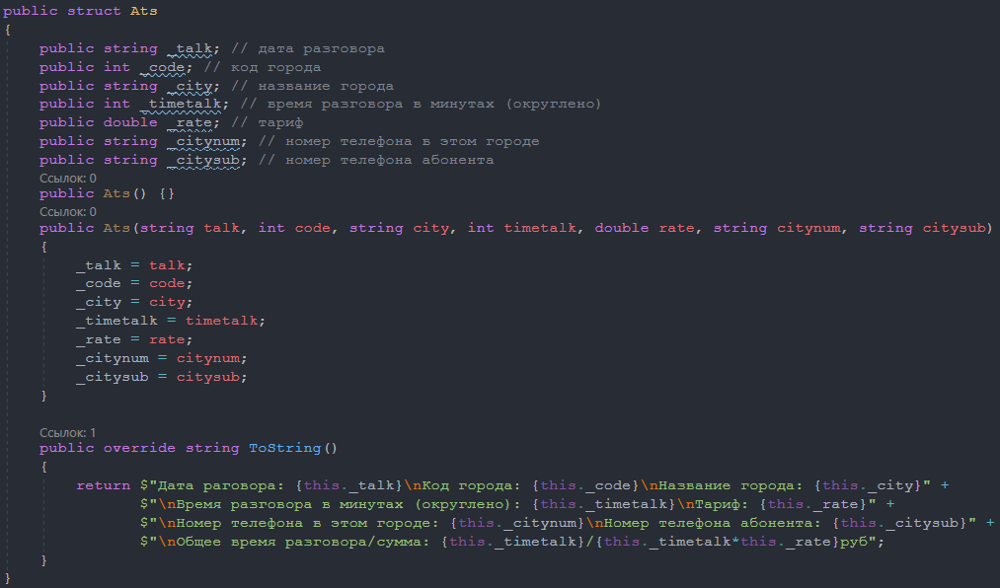 public struct Ats
{
public string _talk; // дата разговора
public int _code; // код города
public string _city; // название города
public int _timetalk; // время разговора в минутах (округлено)
public double _rate; // тариф
public string _citynum; // номер телефона в этом городе
public string _citysub; // номер телефона абонента
Ссылок: 0
public Ats() {}
Ссылок: 0
public Ats(string talk, int code, string city, int timetalk, double rate, string citynum, string citysub)
{
_talk = talk;
_code = code;
_city = city;
_timetalk = timetalk;
_rate = rate;
_citynum = citynum;
_citysub = citysub;
}
Ссылок: 1
public override string ToString()
{
return $"Дата раговора: {this._talk}\nКод города: {this._code}\nНазвание города: {this._city}" +
$"\nВремя разговора в минутах (округлено): {this._timetalk}\nТариф: {this._rate}" +
$"\nНомер телефона в этом городе: {this._citynum}\nНомер телефона абонента: {this._citysub}" +
$"\nОбщее время разговора/сумма: {this._timetalk}/{this._timetalk*this._rate}руб";
}
}